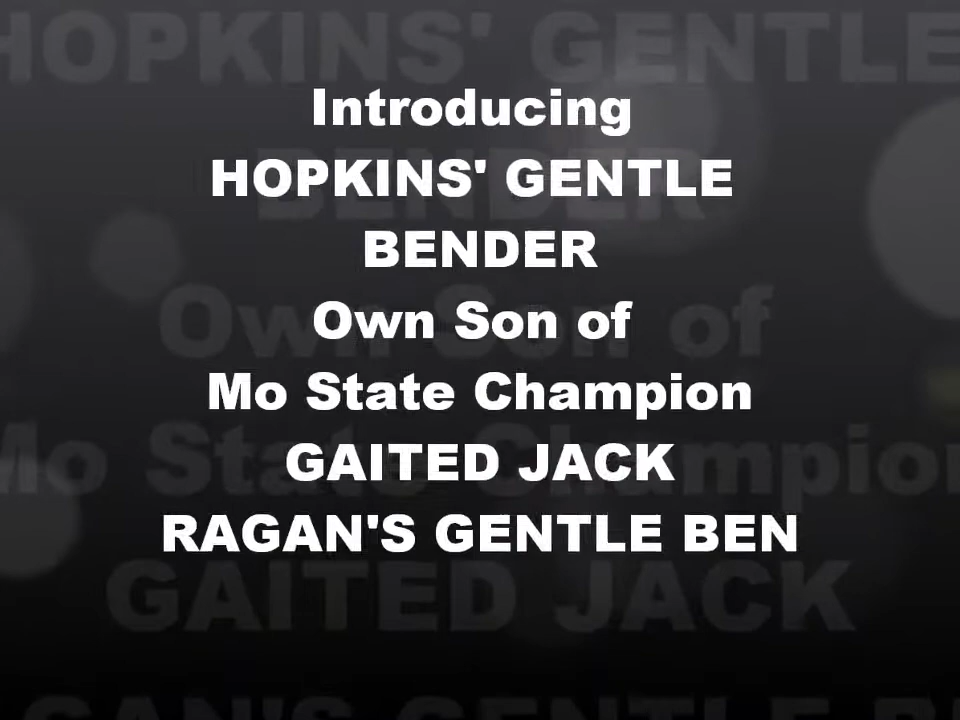 Introducing
HOPKINS' GENTLE
BENDER
Own Son of
Mo State Champion
GAITED JACK
RAGAN'S GENTLE BEN